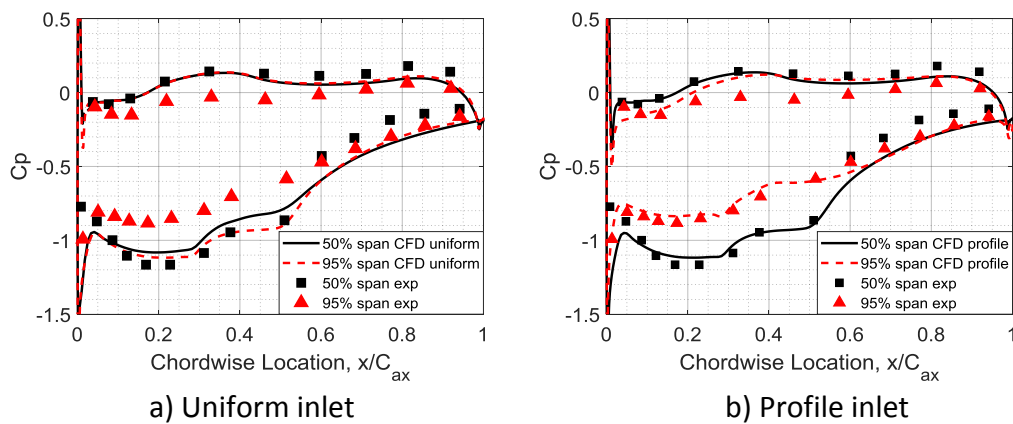 0.5
0
-0.5
-1
-1.5
Cp
0
0.2
0.4
0.6
0.8
1
Chordwise Location, x/C_ax
50% span CFD uniform
95% span CFD uniform
50% span exp
95% span exp
a) Uniform inlet
0.5
0
-0.5
-1
-1.5
Cp
0
0.2
0.4
0.6
0.8
1
Chordwise Location, x/C_ax
50% span CFD profile
95% span CFD profile
50% span exp
95% span exp
b) Profile inlet